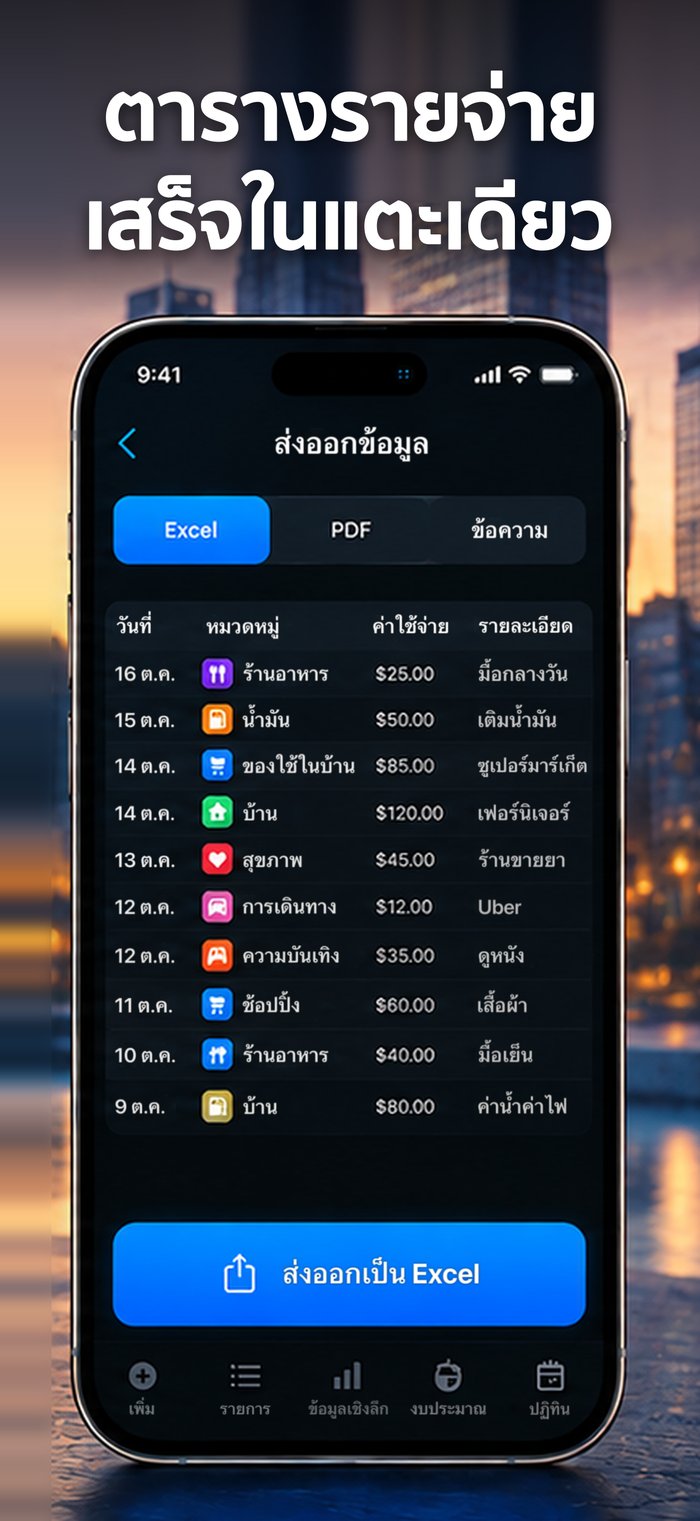 ตารางรายจ่าย
เสร็จในแตะเดียว
9:41
ส่งออกข้อมูล
Excel PDF ข้อความ
วันที่ หมวดหมู่ ค่าใช้จ่าย รายละเอียด
16 ต.ค. ร้านอาหาร $25.00 มื้อกลางวัน
15 ต.ค. น้ำมัน $50.00 เติมน้ำมัน
14 ต.ค. ของใช้ในบ้าน $85.00 ซูเปอร์มาร์เก็ต
14 ต.ค. บ้าน $120.00 เฟอร์นิเจอร์
13 ต.ค. สุขภาพ $45.00 ร้านขายยา
12 ต.ค. การเดินทาง $12.00 Uber
12 ต.ค. ความบันเทิง $35.00 ดูหนัง
11 ต.ค. ช้อปปิ้ง $60.00 เสื้อผ้า
10 ต.ค. ร้านอาหาร $40.00 มื้อเย็น
9 ต.ค. บ้าน $80.00 ค่าน้ำค่าไฟ
ส่งออกเป็น Excel
เพิ่ม รายการ ข้อมูลเชิงลึก งบประมาณ ปฏิทิน